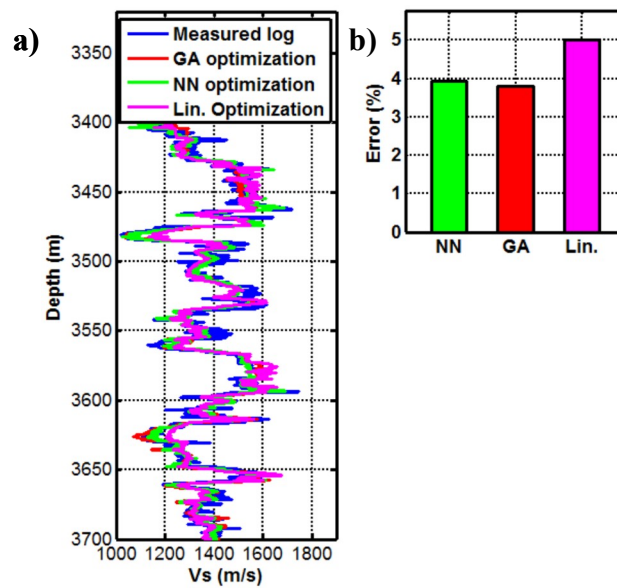 a)
Measured log
GA optimization
NN optimization
Lin. Optimization
3350
3400
3450
3500
3550
3600
3650
3700
Depth (m)
1000 1200 1400 1600 1800
Vs (m/s)
b)
5
4
3
2
1
0
Error (%)
NN GA Lin.